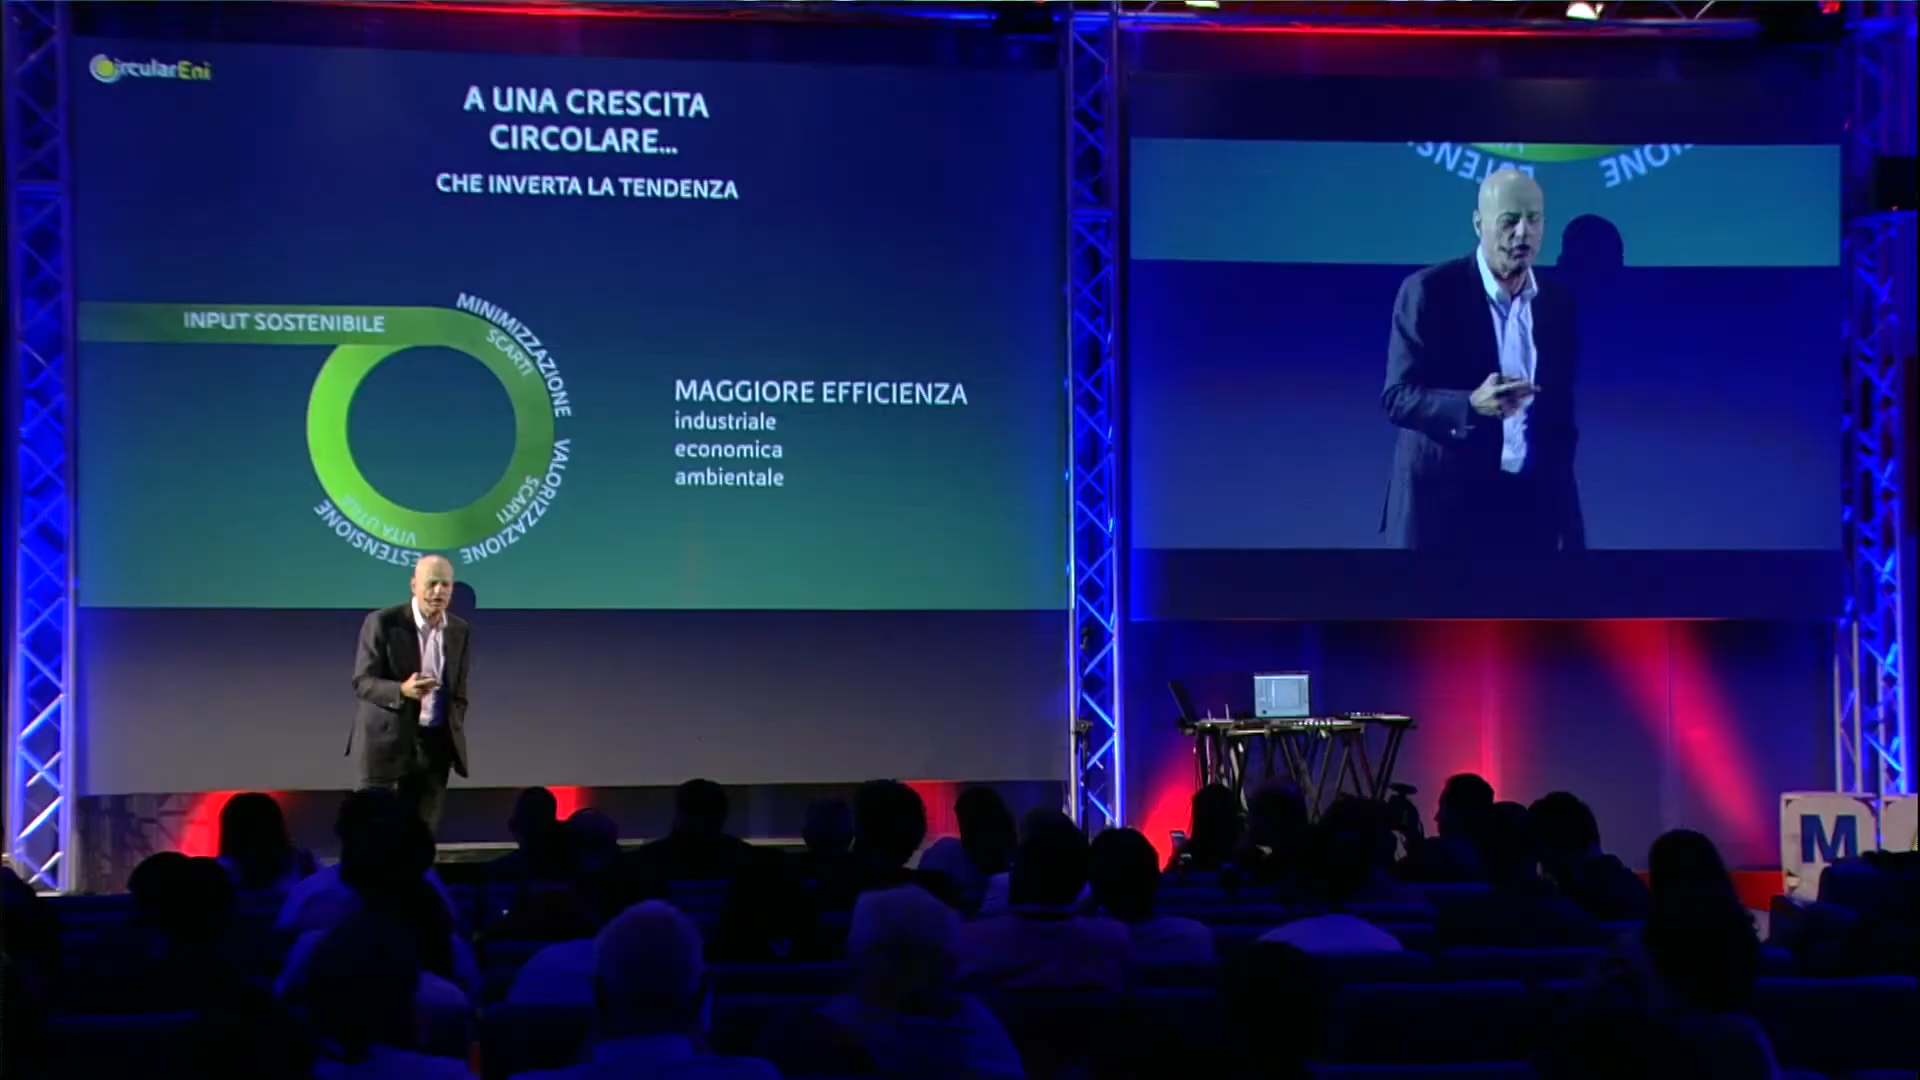 CircularEni
A UNA CRESCITA
CIRCOLARE...
CHE INVERTA LA TENDENZA
INPUT SOSTENIBILE
MINIMIZZAZIONE
SCARTI
VALORIZZAZIONE
SCARTI
ESTENSIONE
VITA UTILE
MAGGIORE EFFICIENZA
industriale
economica
ambientale
M